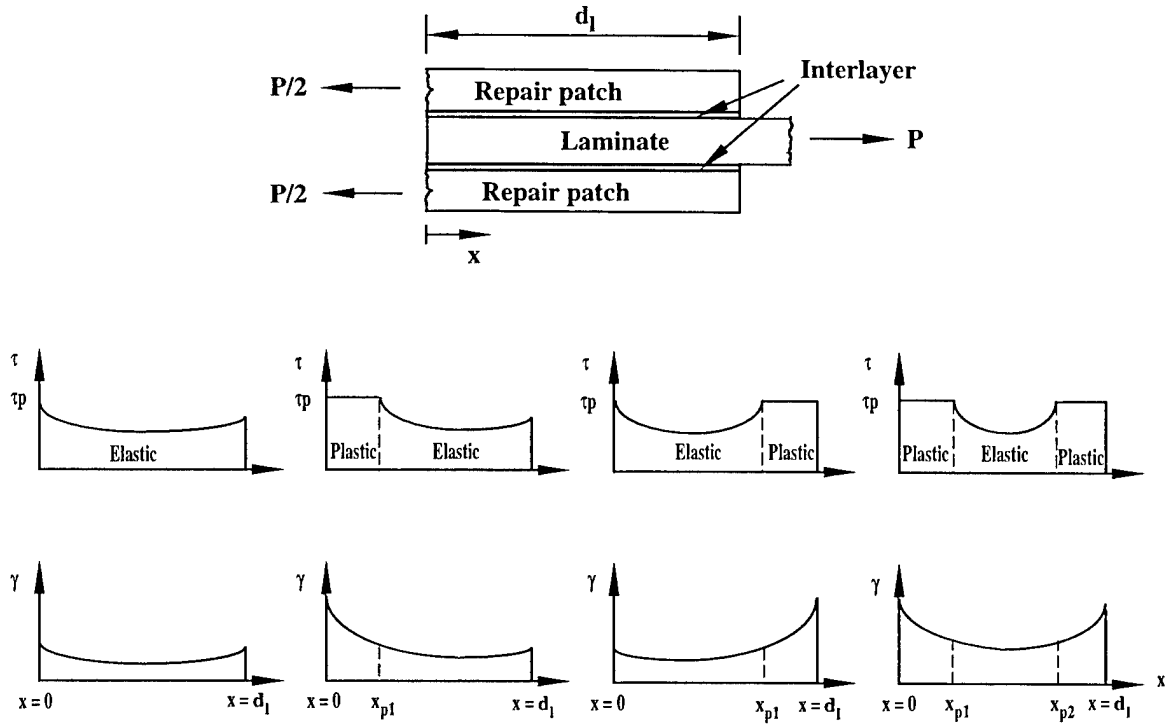 d₁
Interlayer
P/2
Repair patch
Laminate
P
P/2
Repair patch
x
τ
τp
Elastic
τ
τp
Plastic
Elastic
τ
τp
Elastic
Plastic
τ
τp
Plastic
Elastic
Plastic
γ
x = 0
x = d₁
γ
x = 0
xp1
x = d₁
γ
x = 0
xp1
x = d₁
γ
x = 0
xp1
xp2
x = d₁
x